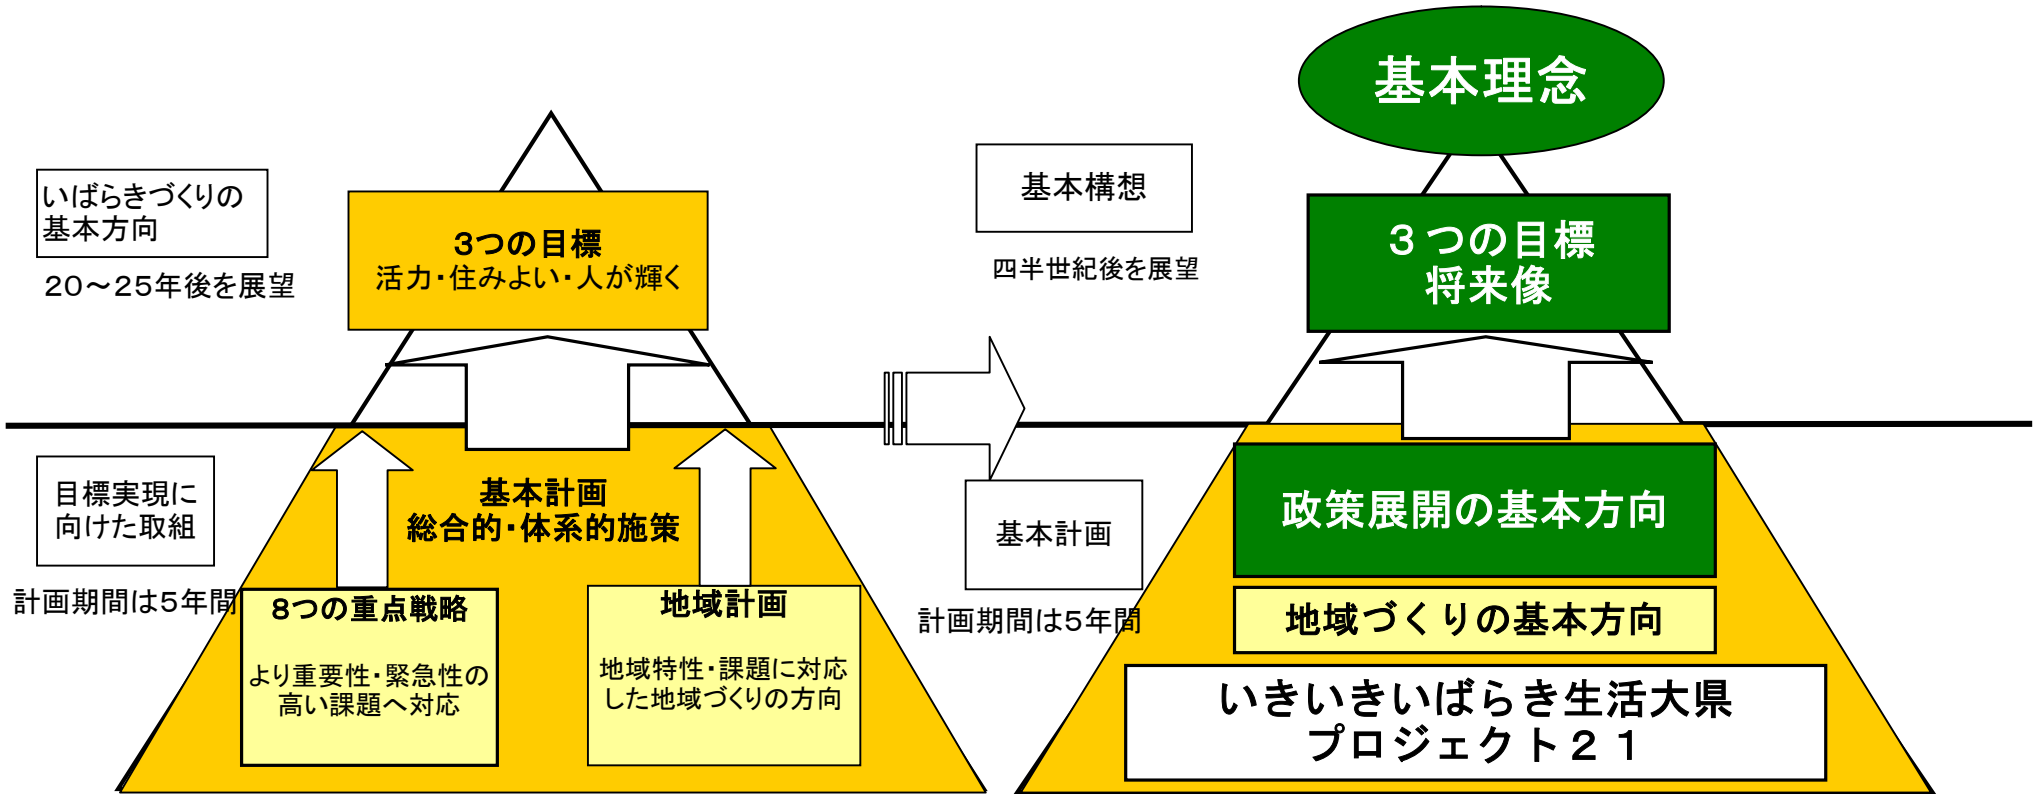 いばらきづくりの
基本方向
20～25年後を展望
3つの目標
活力・住みよい・人が輝く
目標実現に
向けた取組
計画期間は5年間
基本計画
総合的・体系的施策
8つの重点戦略
より重要性・緊急性の
高い課題へ対応
地域計画
地域特性・課題に対応
した地域づくりの方向
基本理念
基本構想
四半世紀後を展望
３つの目標
将来像
基本計画
計画期間は5年間
政策展開の基本方向
地域づくりの基本方向
いきいきいばらき生活大県
プロジェクト２１